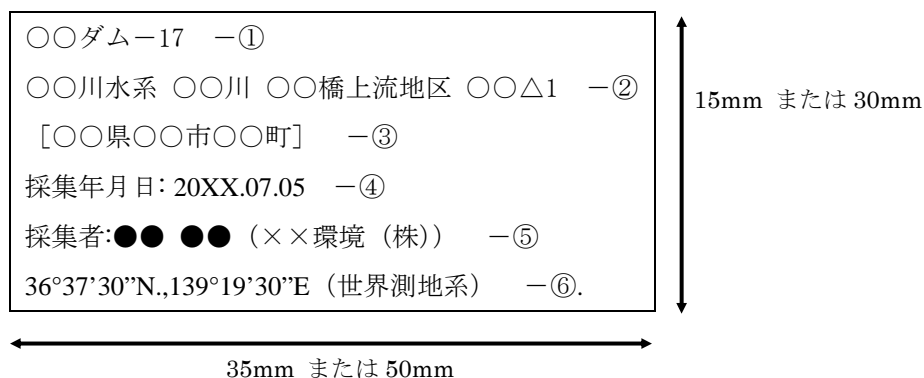 ○○ダム－17　－①
○○川水系 ○○川 ○○橋上流地区 ○○△1　－②
［○○県○○市○○町］　－③
採集年月日：20XX.07.05　－④
採集者:●● ●●（××環境（株））　－⑤
36°37’30”N.,139°19’30”E（世界測地系）　－⑥.
15mm または 30mm
35mm または 50mm